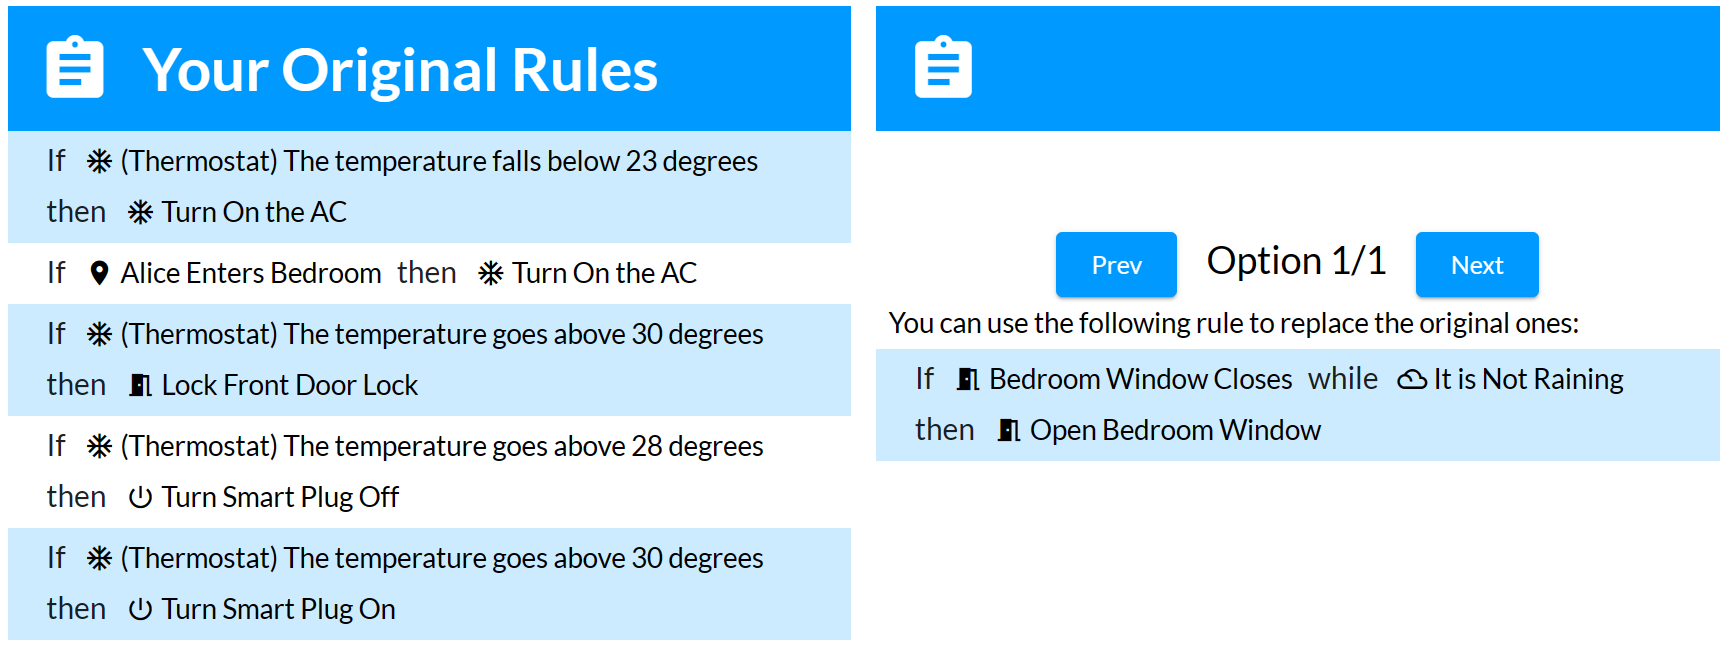 Your Original Rules
If (Thermostat) The temperature falls below 23 degrees
then Turn On the AC
If Alice Enters Bedroom then Turn On the AC
If (Thermostat) The temperature goes above 30 degrees
then Lock Front Door Lock
If (Thermostat) The temperature goes above 28 degrees
then Turn Smart Plug Off
If (Thermostat) The temperature goes above 30 degrees
then Turn Smart Plug On
Prev Option 1/1 Next
You can use the following rule to replace the original ones:
If Bedroom Window Closes while It is Not Raining
then Open Bedroom Window